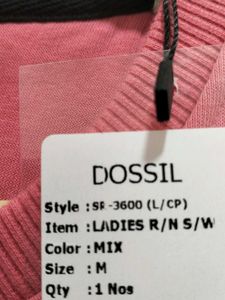 DOSSIL
Style : SR-3600 (L/CP)
Item : LADIES R/N S/W
Color : MIX
Size : M
Qty : 1 Nos